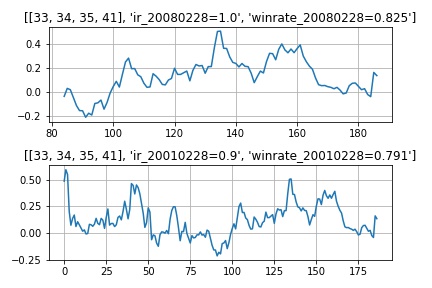 [[33, 34, 35, 41], 'ir_20080228=1.0', 'winrate_20080228=0.825']
0.4
0.2
0.0
−0.2
80 100 120 140 160 180
[[33, 34, 35, 41], 'ir_20010228=0.9', 'winrate_20010228=0.791']
0.50
0.25
0.00
−0.25
0 25 50 75 100 125 150 175